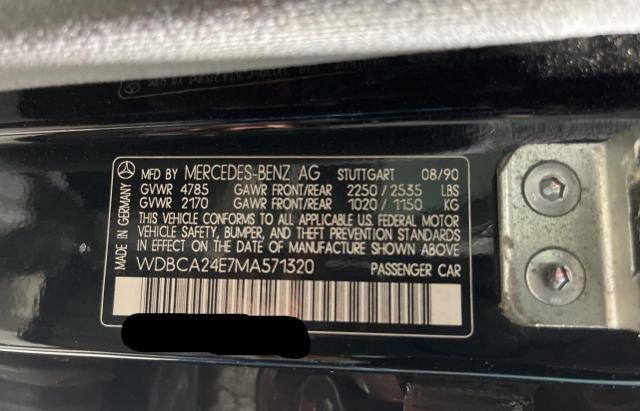 MFD BY MERCEDES-BENZ AG STUTTGART 08/90
GVWR 4785 GAWR FRONT/REAR 2250/2535 LBS
GVWR 2170 GAWR FRONT/REAR 1020/1150 KG
THIS VEHICLE CONFORMS TO ALL APPLICABLE U.S. FEDERAL MOTOR
VEHICLE SAFETY, BUMPER, AND THEFT PREVENTION STANDARDS
IN EFFECT ON THE DATE OF MANUFACTURE SHOWN ABOVE.
WDBCA24E7MA571320 PASSENGER CAR
MADE IN GERMANY